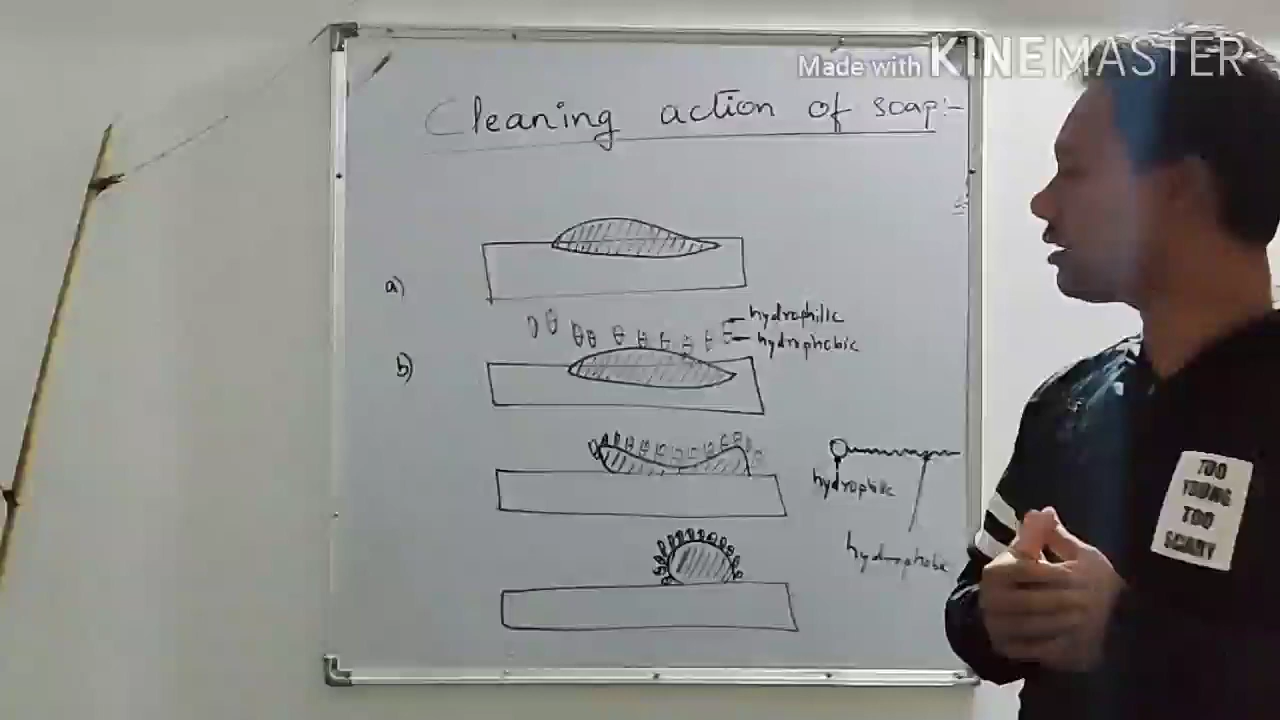 Made with KINEMASTER
Cleaning action of soap:-
a)
hydrophilic
hydrophobic
b)
hydrophilic
hydrophobic
TOO
YOUNG
TOO
SCARY